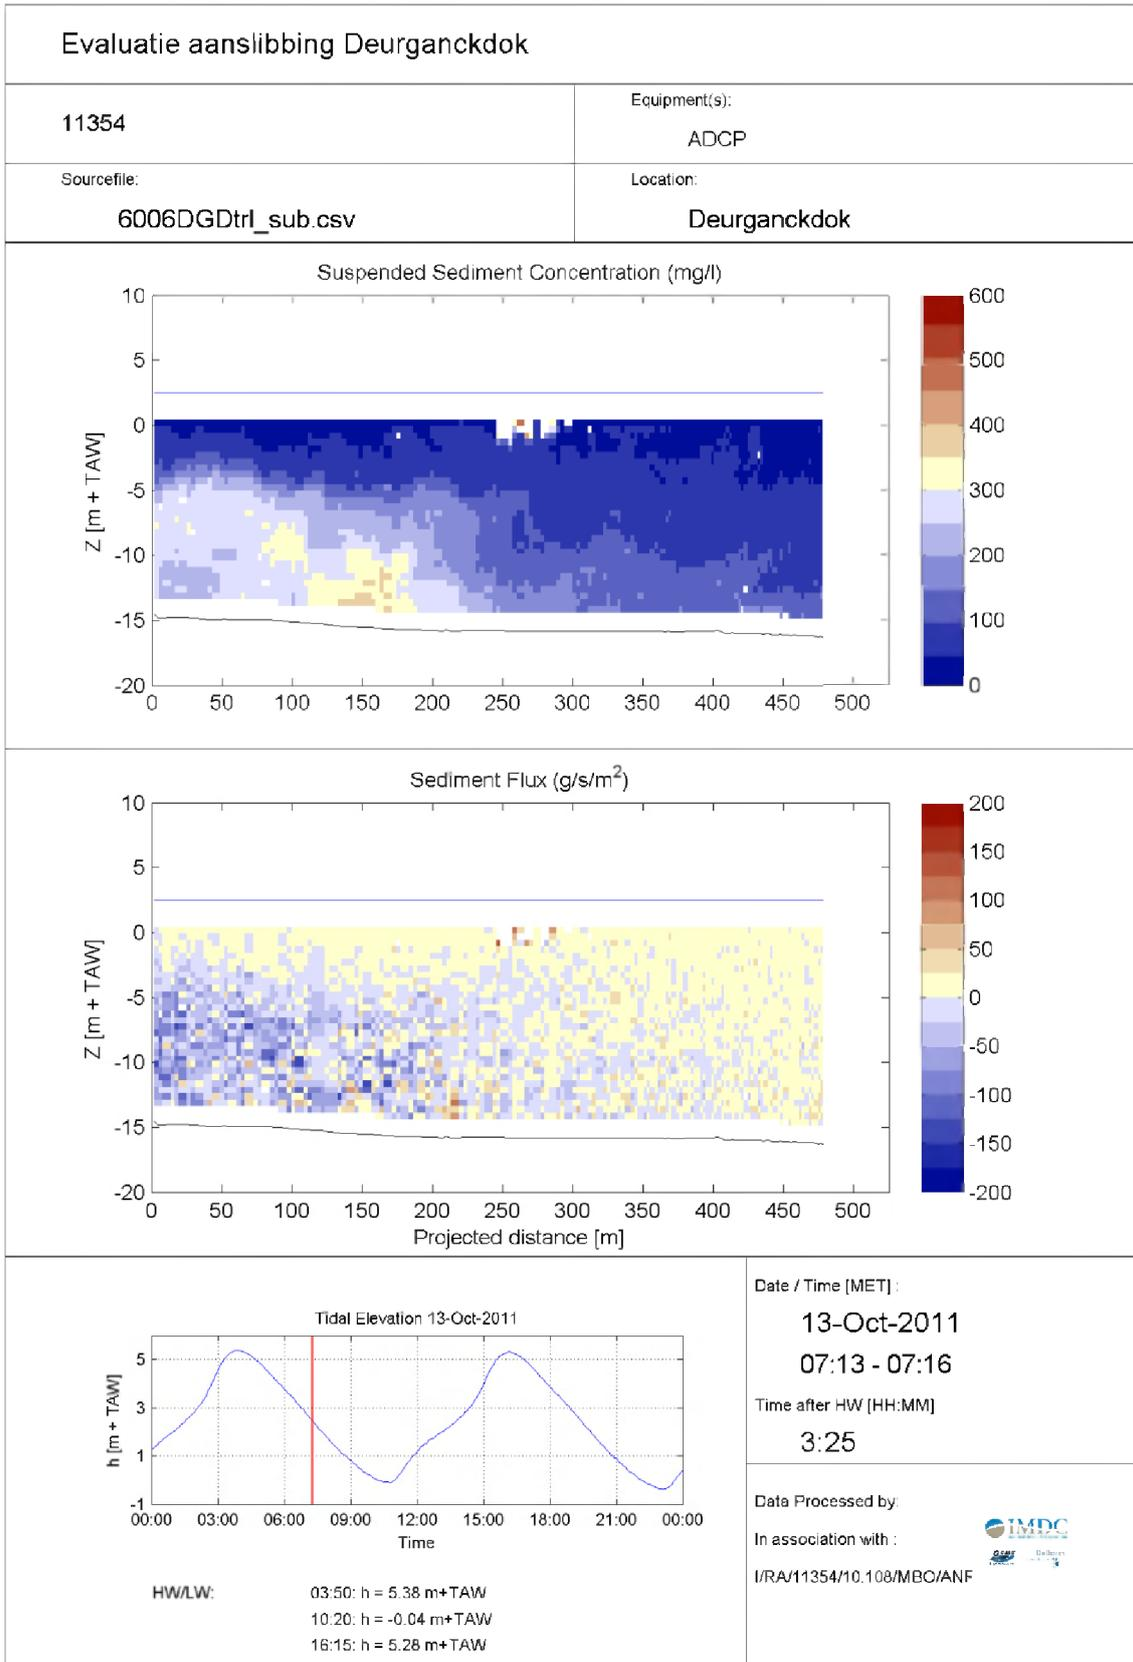 Evaluatie aanslibbing Deurganckdok
11354
Equipment(s):
ADCP
Sourcefile:
6006DGDtrl_sub.csv
Location:
Deurganckdok
Suspended Sediment Concentration (mg/l)
10
5
0
-5
-10
-15
-20
Z [m + TAW]
0 50 100 150 200 250 300 350 400 450 500
600
500
400
300
200
100
0
Sediment Flux (g/s/m²)
10
5
0
-5
-10
-15
-20
Z [m + TAW]
0 50 100 150 200 250 300 350 400 450 500
Projected distance [m]
200
150
100
50
0
-50
-100
-150
-200
Tidal Elevation 13-Oct-2011
5
3
1
-1
h [m + TAW]
00:00 03:00 06:00 09:00 12:00 15:00 18:00 21:00 00:00
Time
HW/LW:
03:50: h = 5.38 m+TAW
10:20: h = -0.04 m+TAW
16:15: h = 5.28 m+TAW
Date / Time [MET] :
13-Oct-2011
07:13 - 07:16
Time after HW [HH:MM]
3:25
Data Processed by:
IMDC
In association with :
I/RA/11354/10.108/MBO/ANF